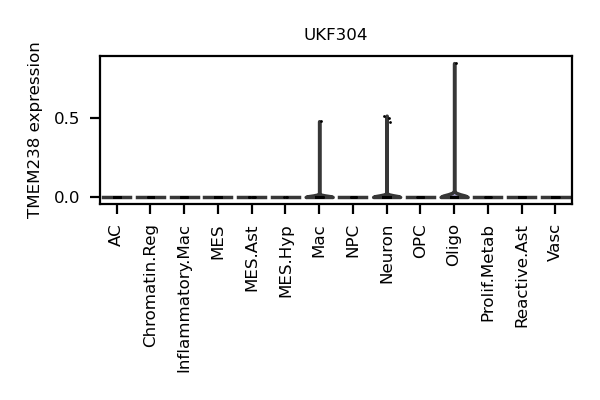 UKF304
TMEM238 expression
0.5
0.0
AC
Chromatin.Reg
Inflammatory.Mac
MES
MES.Ast
MES.Hyp
Mac
NPC
Neuron
OPC
Oligo
Prolif.Metab
Reactive.Ast
Vasc